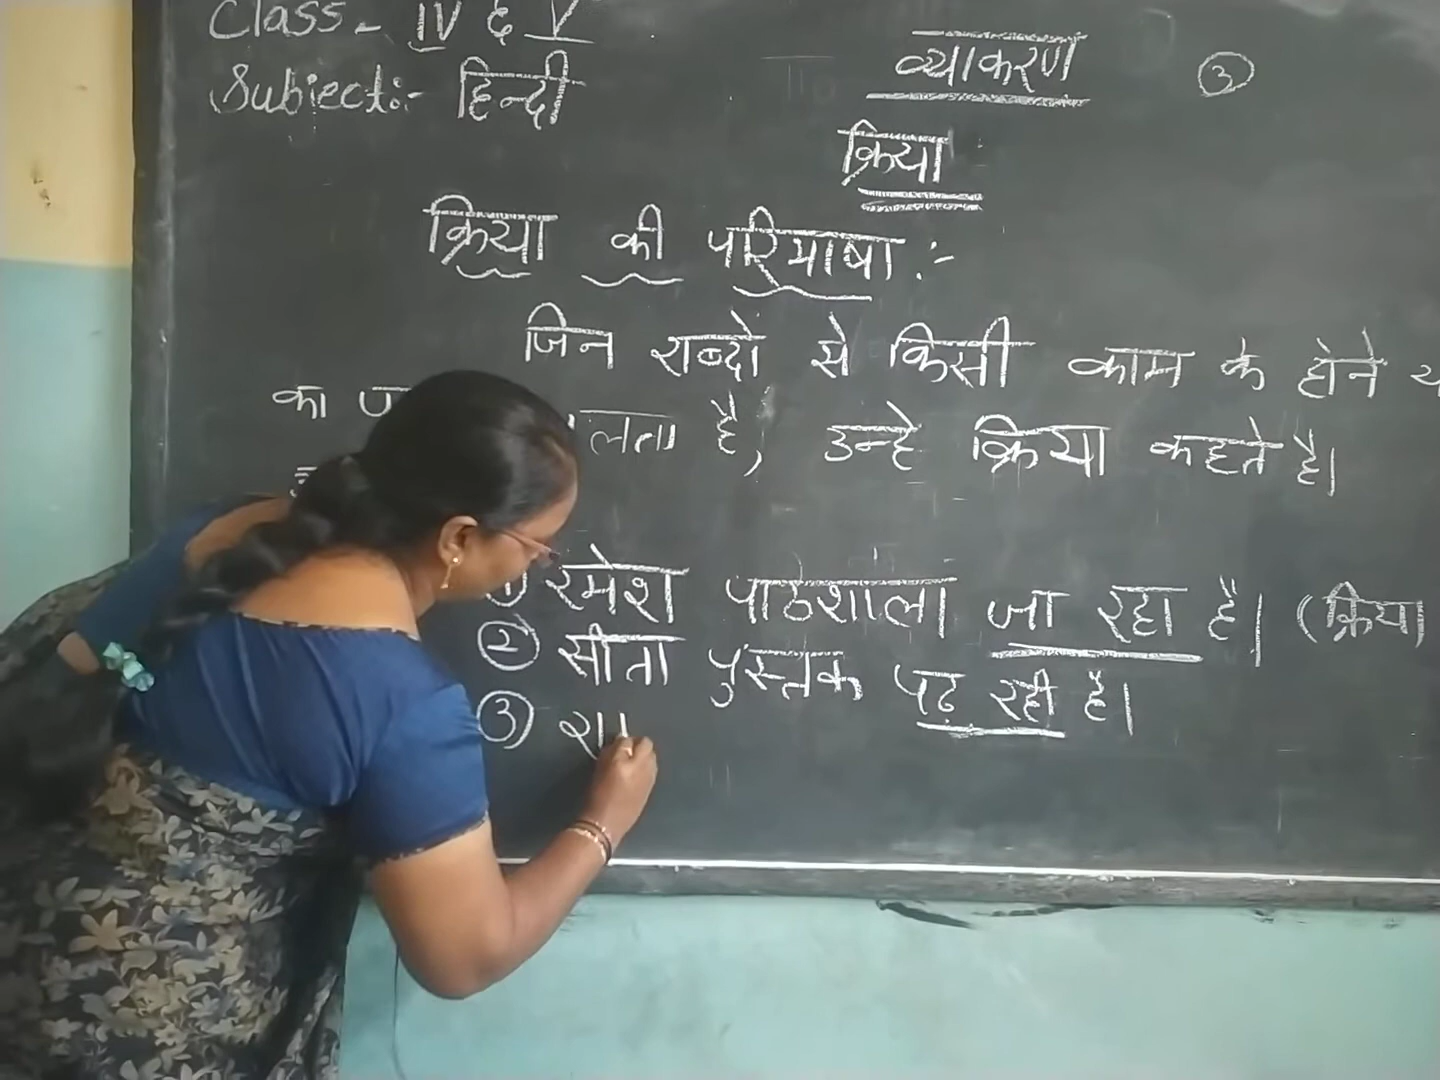 Class - IV & V
Subject:- हिन्दी
व्याकरण
3
क्रिया
क्रिया की परिभाषा :-
जिन शब्दो से किसी काम के होने
का है, उन्हे क्रिया कहते है।
रमेश पाठशाला जा रहा है। (क्रिया
2 सीता पुस्तक पढ़ रही है।
3 रा